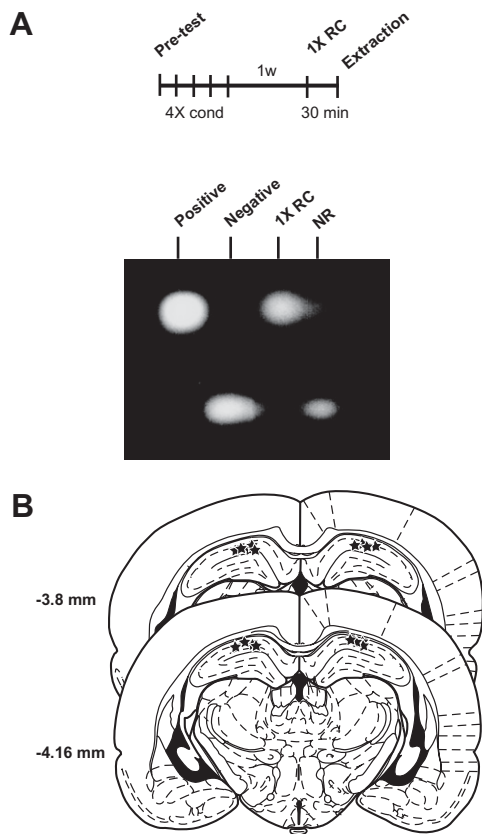 A
Pre-test
1X RC
Extraction
1w
4X cond
30 min
Positive
Negative
1X RC
NR
B
-3.8 mm
-4.16 mm